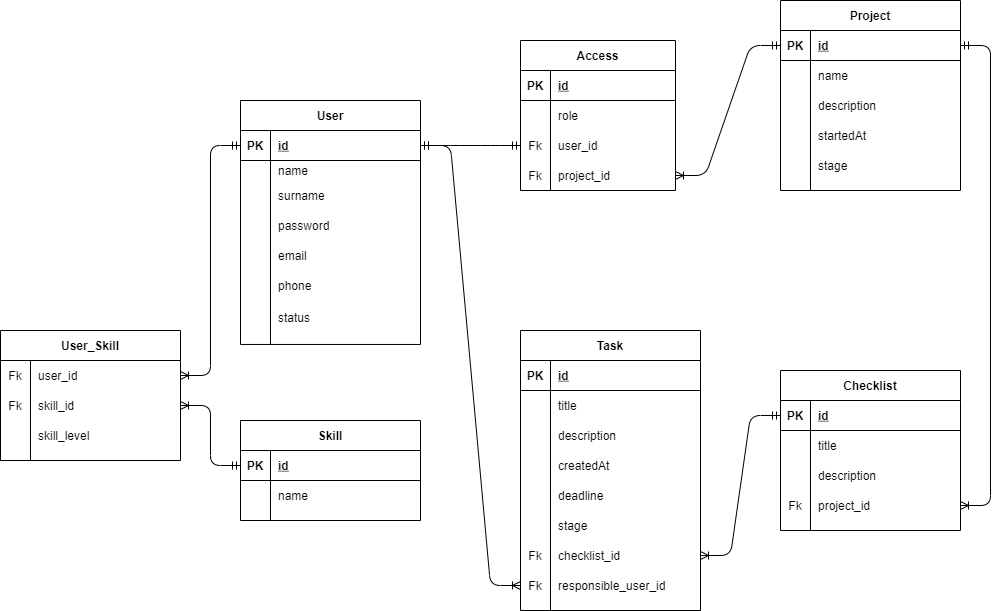 Project
PK id
name
description
startedAt
stage
Access
PK id
role
Fk user_id
Fk project_id
User
PK id
name
surname
password
email
phone
status
User_Skill
Fk user_id
Fk skill_id
skill_level
Skill
PK id
name
Task
PK id
title
description
createdAt
deadline
stage
Fk checklist_id
Fk responsible_user_id
Checklist
PK id
title
description
Fk project_id